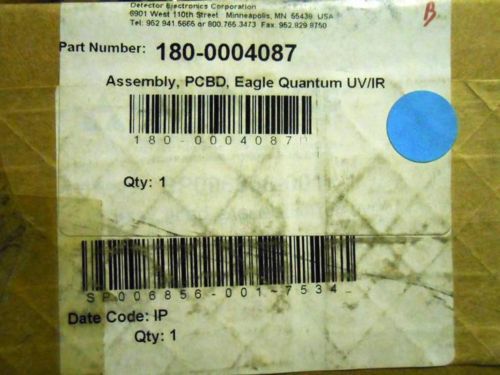 Detector Electronics Corporation
6901 West 110th Street Minneapolis, MN 55438 USA
Tel: 952.941.5665 or 800.765.3473 Fax: 952.829.8750
B
Part Number: 180-0004087
Assembly, PCBD, Eagle Quantum UV/IR
180-0004087
Qty: 1
SP006856-001-7534
Date Code: IP
Qty: 1